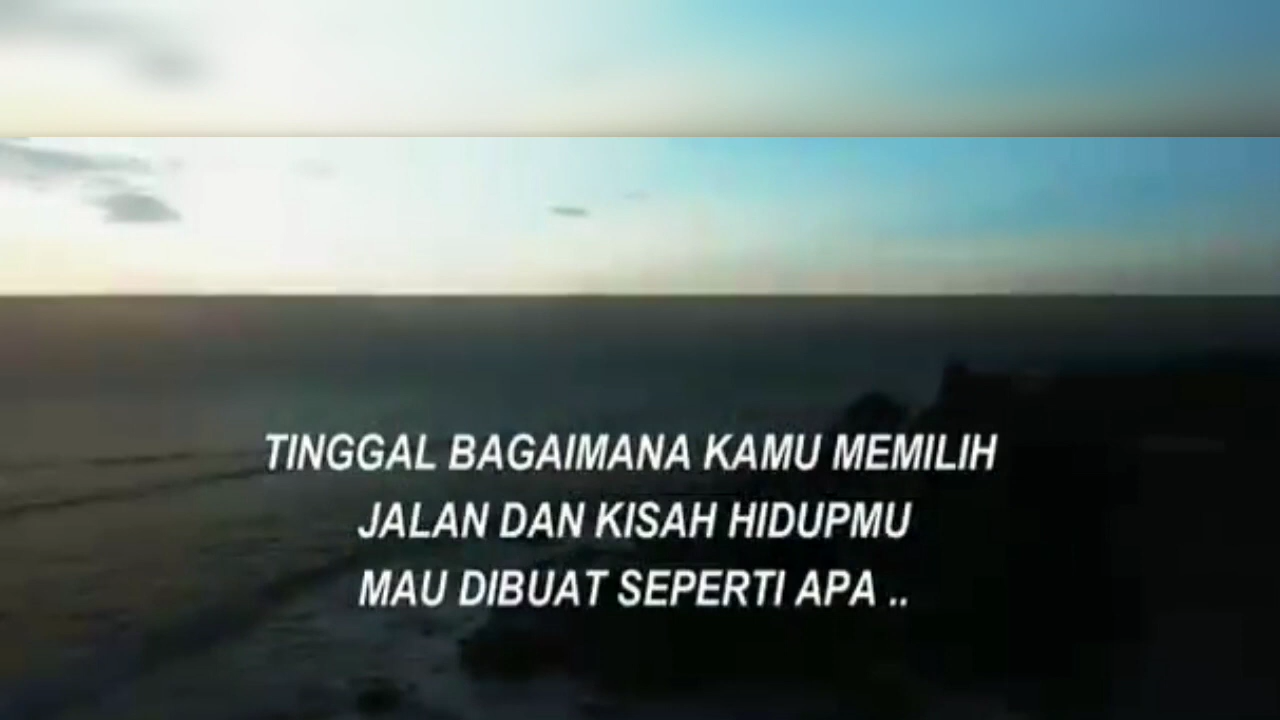 TINGGAL BAGAIMANA KAMU MEMILIH
JALAN DAN KISAH HIDUPMU
MAU DIBUAT SEPERTI APA ..